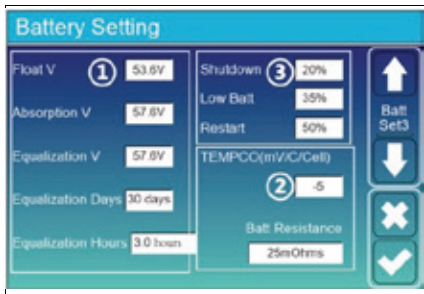 Battery Setting
Float V ① 53.6V
Absorption V 57.6V
Equalization V 57.6V
Equalization Days 30 days
Equalization Hours 3.0 hours
Shutdown ③ 20%
Low Batt 35%
Restart 50%
TEMPCO(mV/C/Cell)
② -5
Batt Resistance
25mOhms
Batt
Set3